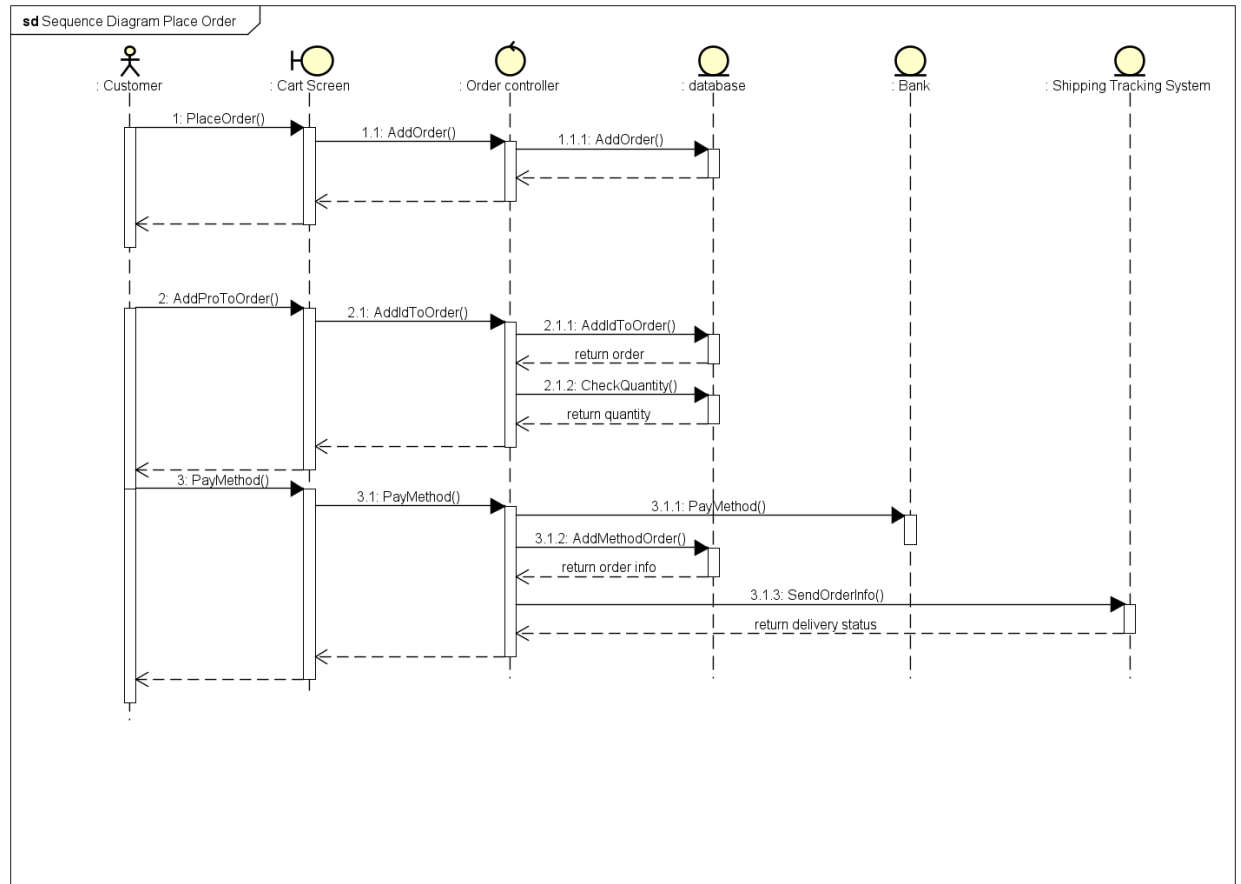 sd Sequence Diagram Place Order
: Customer
: Cart Screen
: Order controller
: database
: Bank
: Shipping Tracking System
1: PlaceOrder()
1.1: AddOrder()
1.1.1: AddOrder()
2: AddProToOrder()
2.1: AddIdToOrder()
2.1.1: AddIdToOrder()
return order
2.1.2: CheckQuantity()
return quantity
3: PayMethod()
3.1: PayMethod()
3.1.1: PayMethod()
3.1.2: AddMethodOrder()
return order info
3.1.3: SendOrderInfo()
return delivery status